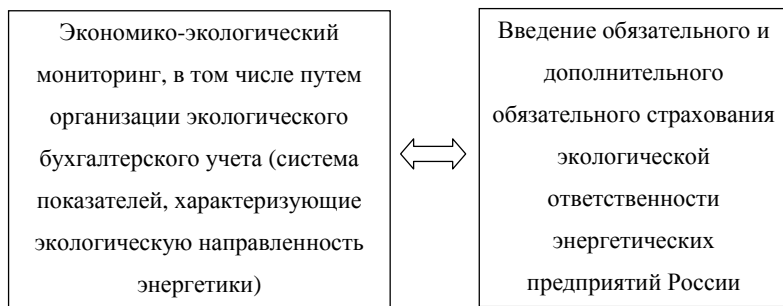 Экономико-экологический
мониторинг, в том числе путем
организации экологического
бухгалтерского учета (система
показателей, характеризующие
экологическую направленность
энергетики)
Введение обязательного и
дополнительного
обязательного страхования
экологической
ответственности
энергетических
предприятий России